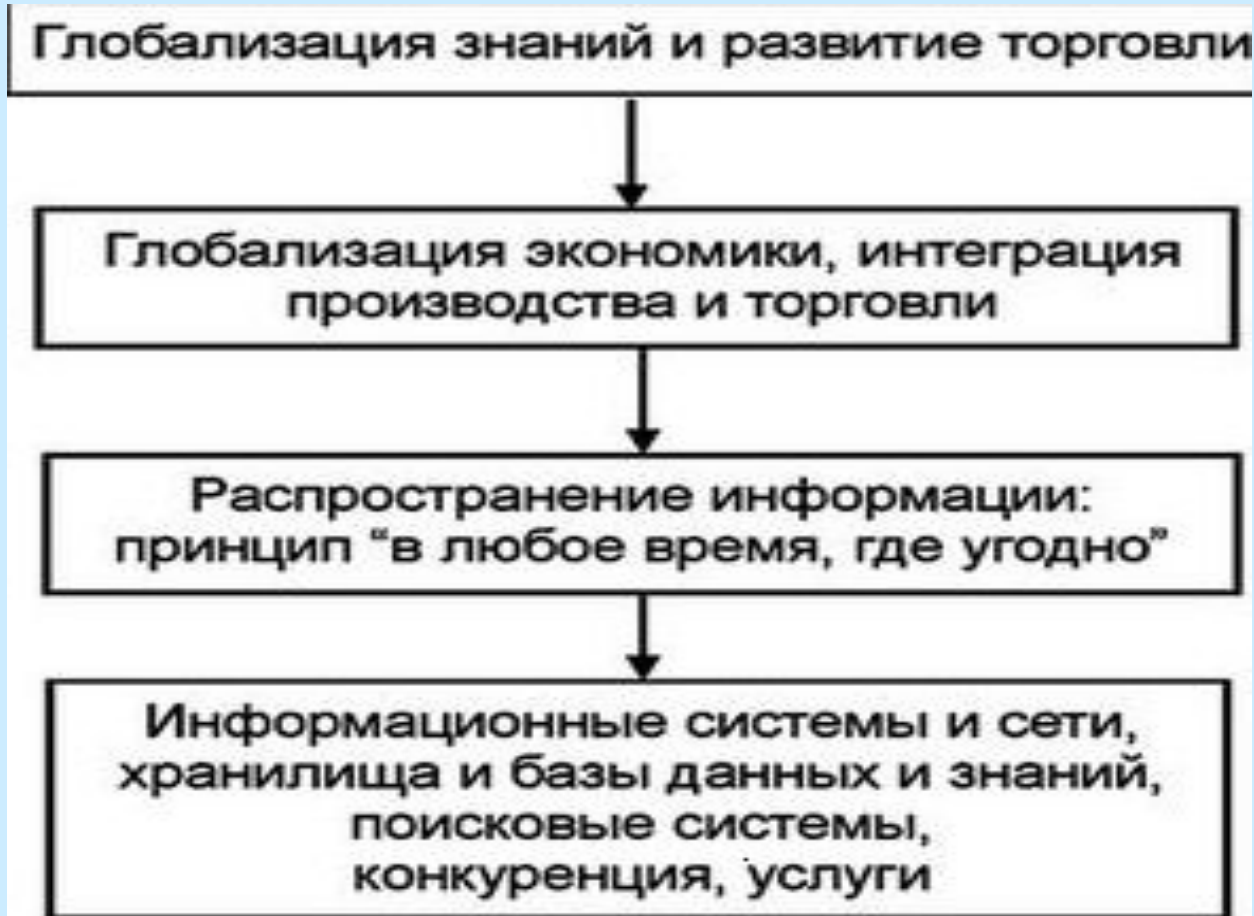 Глобализация знаний и развитие торговли
Глобализация экономики, интеграция
производства и торговли
Распространение информации:
принцип “в любое время, где угодно”
Информационные системы и сети,
хранилища и базы данных и знаний,
поисковые системы,
конкуренция, услуги